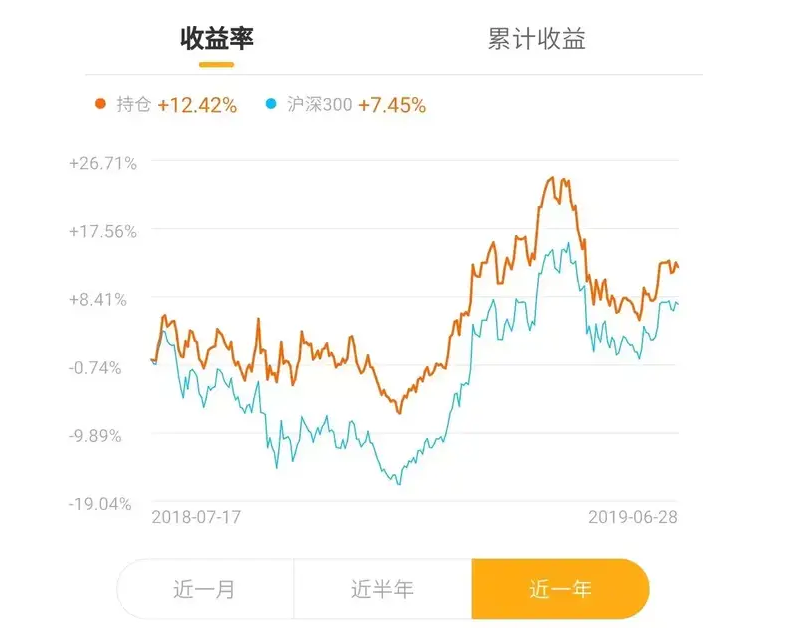 收益率 累计收益
持仓 +12.42% 沪深300 +7.45%
+26.71%
+17.56%
+8.41%
-0.74%
-9.89%
-19.04%
2018-07-17 2019-06-28
近一月 近半年 近一年